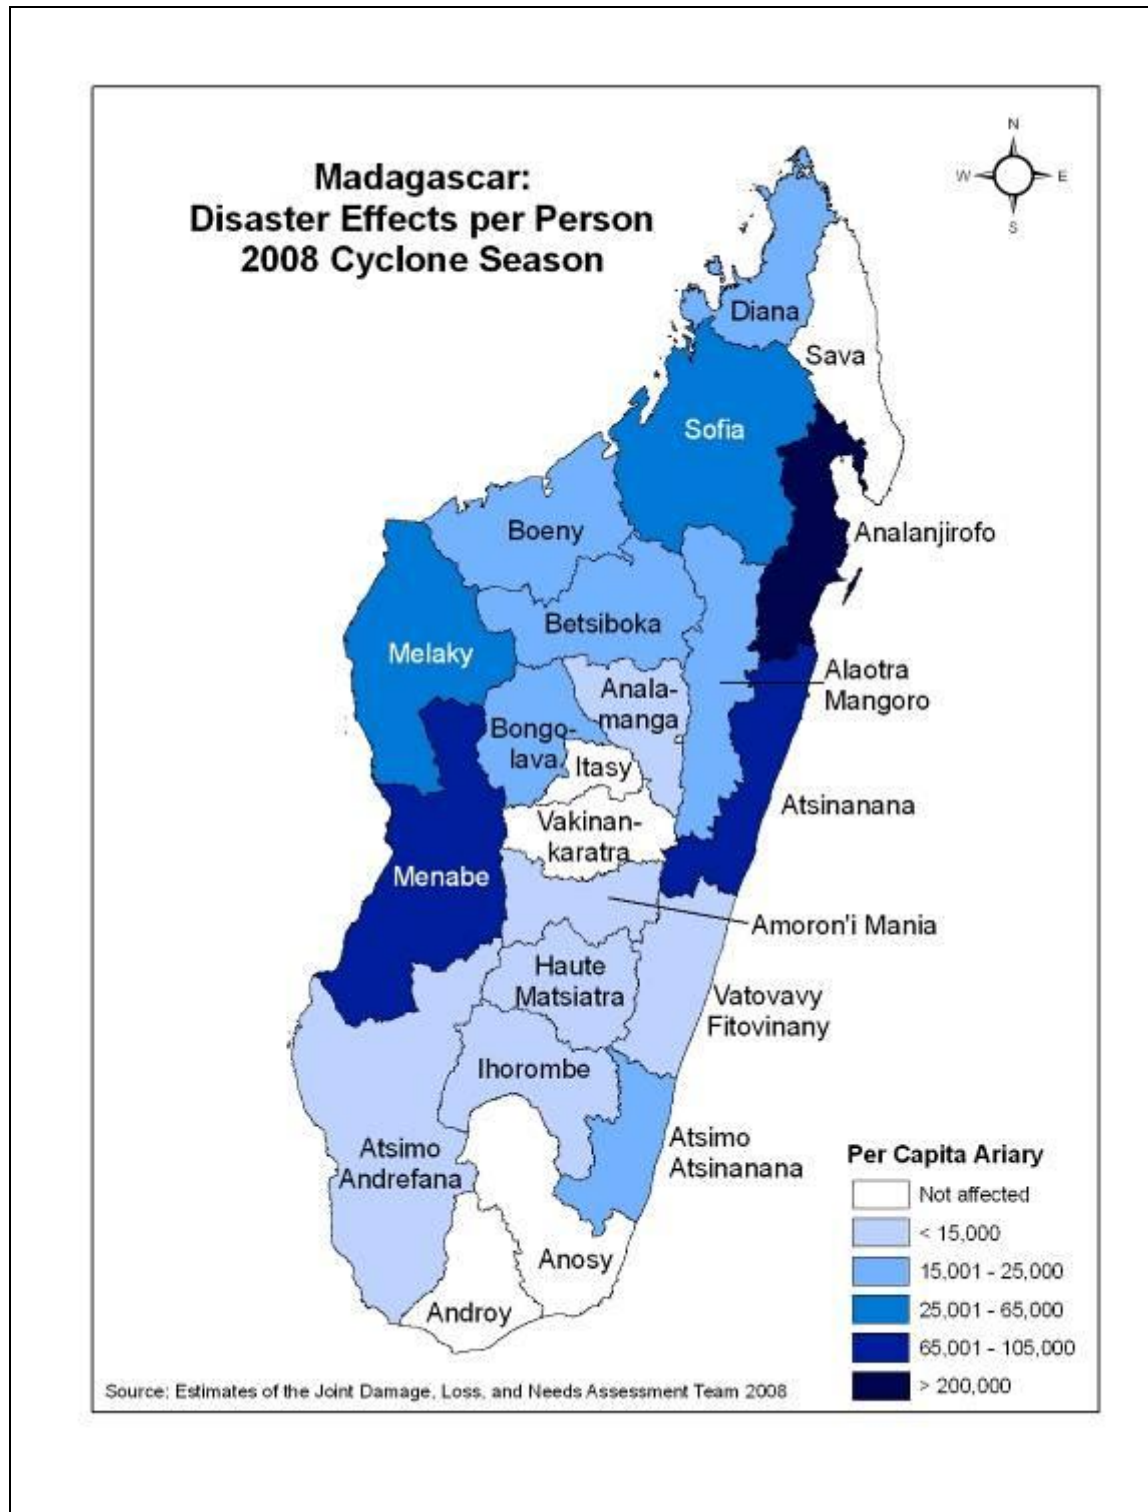 Madagascar:
Disaster Effects per Person
2008 Cyclone Season
N
W
E
S
Diana
Sava
Sofia
Analanjirofo
Boeny
Betsiboka
Melaky
Alaotra
Mangoro
Anala-
manga
Bongo-
lava
Itasy
Atsinanana
Vakinan-
karatra
Menabe
Amoron'i Mania
Haute
Matsiatra
Vatovavy
Fitovinany
Ihorombe
Atsimo
Andrefana
Atsimo
Atsinanana
Anosy
Androy
Per Capita Ariary
Not affected
< 15,000
15,001 - 25,000
25,001 - 65,000
65,001 - 105,000
> 200,000
Source: Estimates of the Joint Damage, Loss, and Needs Assessment Team 2008